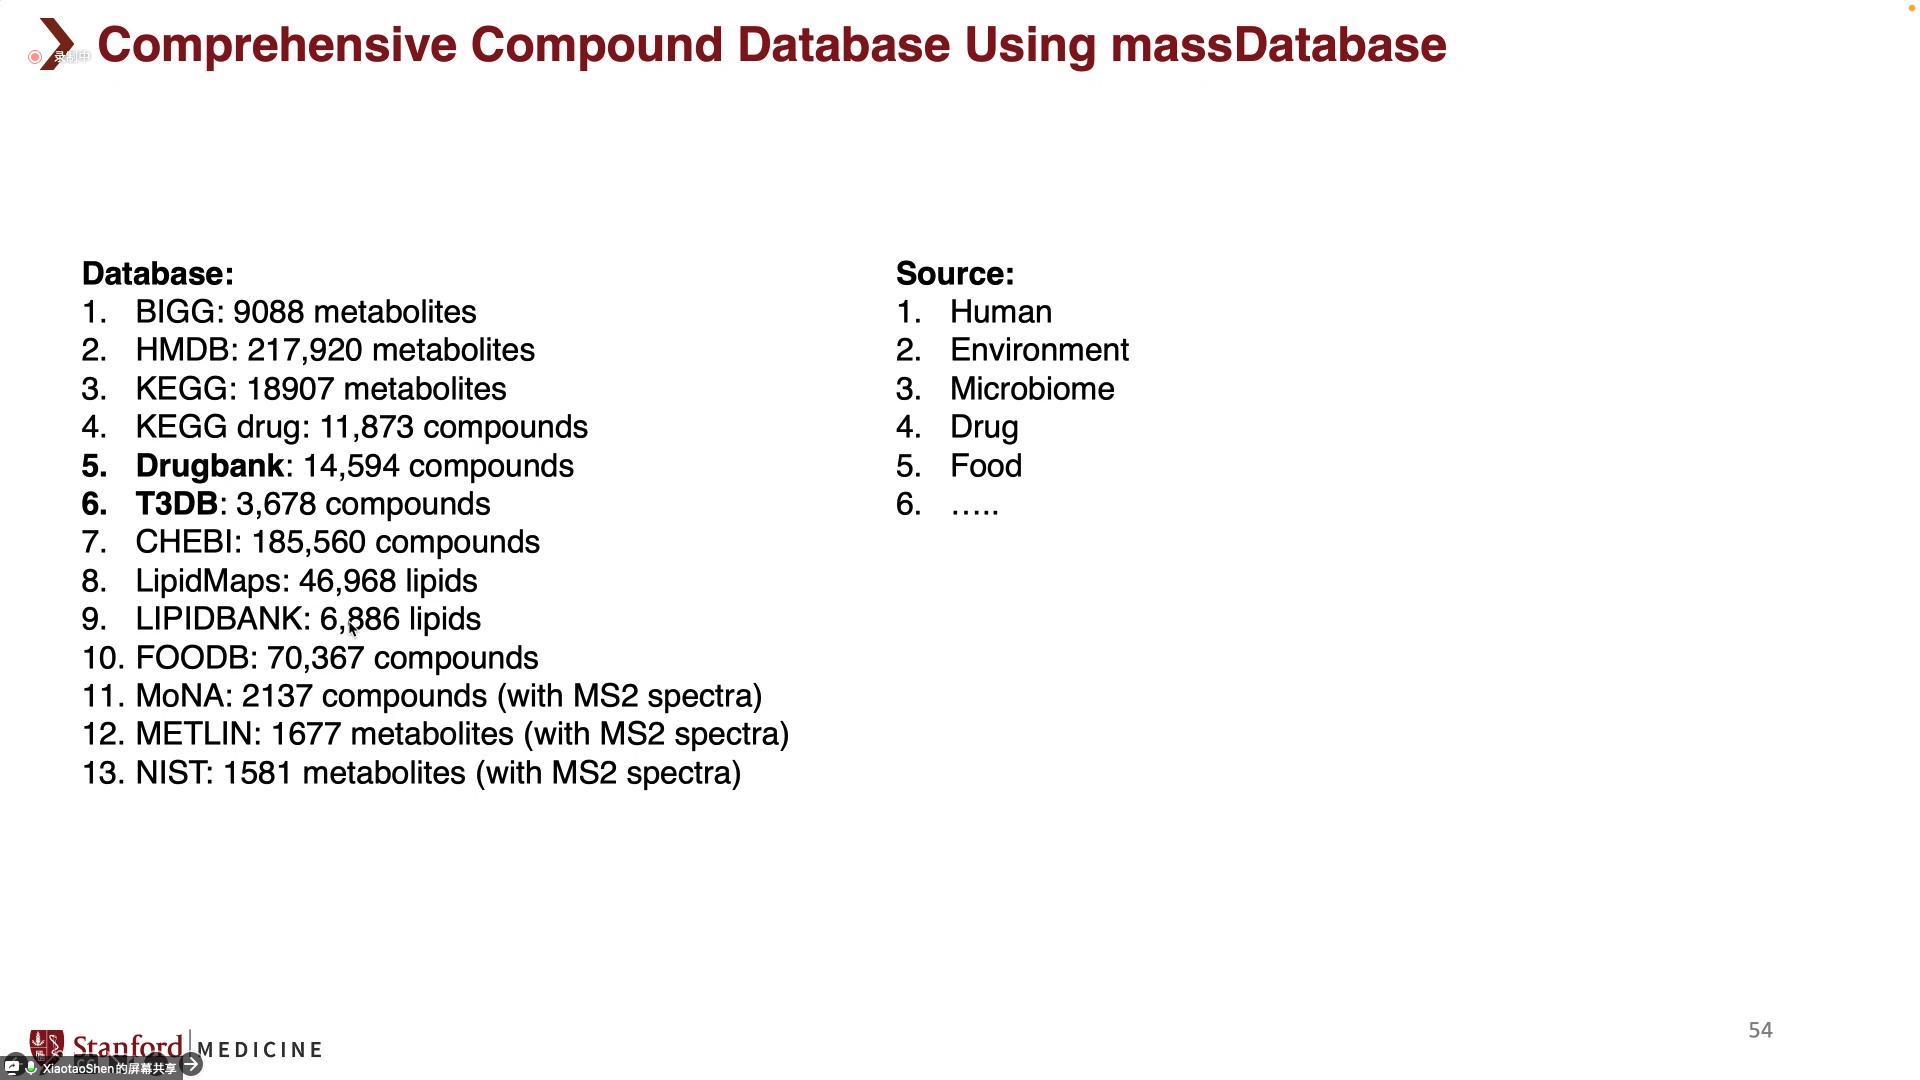 Comprehensive Compound Database Using massDatabase
录制中
Database:
1. BIGG: 9088 metabolites
2. HMDB: 217,920 metabolites
3. KEGG: 18907 metabolites
4. KEGG drug: 11,873 compounds
5. Drugbank: 14,594 compounds
6. T3DB: 3,678 compounds
7. CHEBI: 185,560 compounds
8. LipidMaps: 46,968 lipids
9. LIPIDBANK: 6,886 lipids
10. FOODB: 70,367 compounds
11. MoNA: 2137 compounds (with MS2 spectra)
12. METLIN: 1677 metabolites (with MS2 spectra)
13. NIST: 1581 metabolites (with MS2 spectra)
Source:
1. Human
2. Environment
3. Microbiome
4. Drug
5. Food
6. …..
Stanford MEDICINE
XiaotaoShen的屏幕共享
54